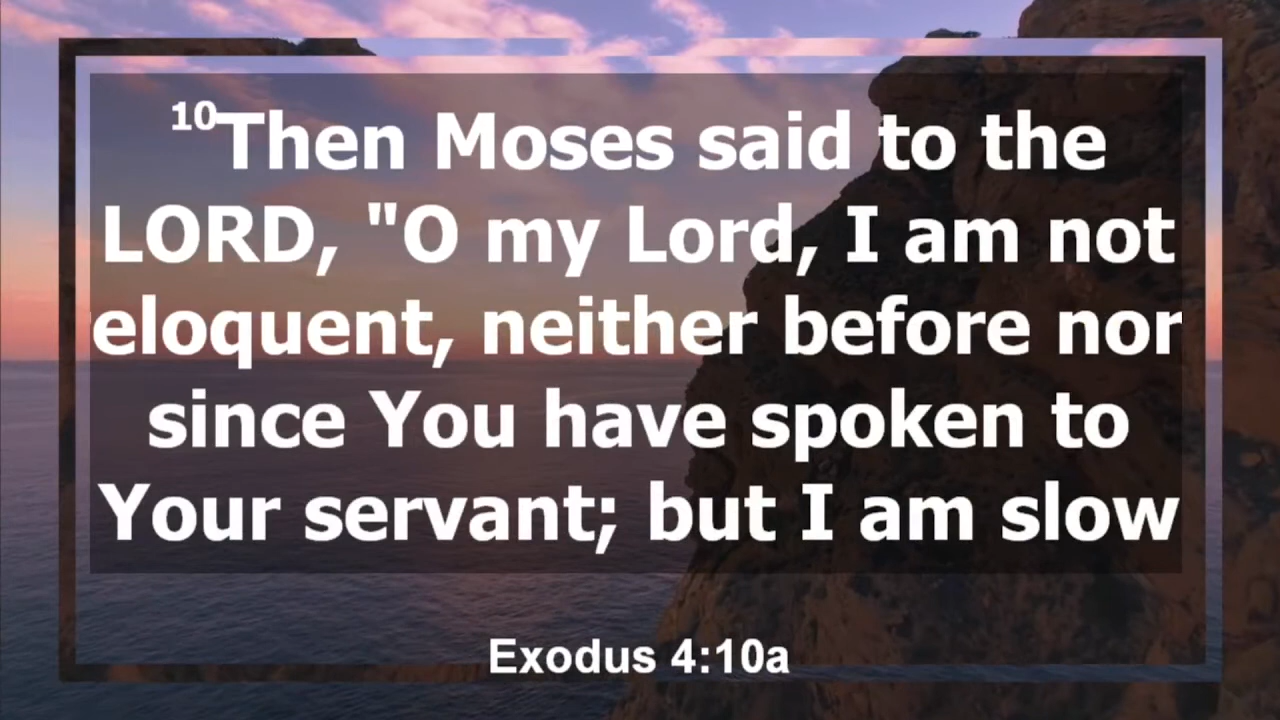 10Then Moses said to the
LORD, "O my Lord, I am not
eloquent, neither before nor
since You have spoken to
Your servant; but I am slow
Exodus 4:10a